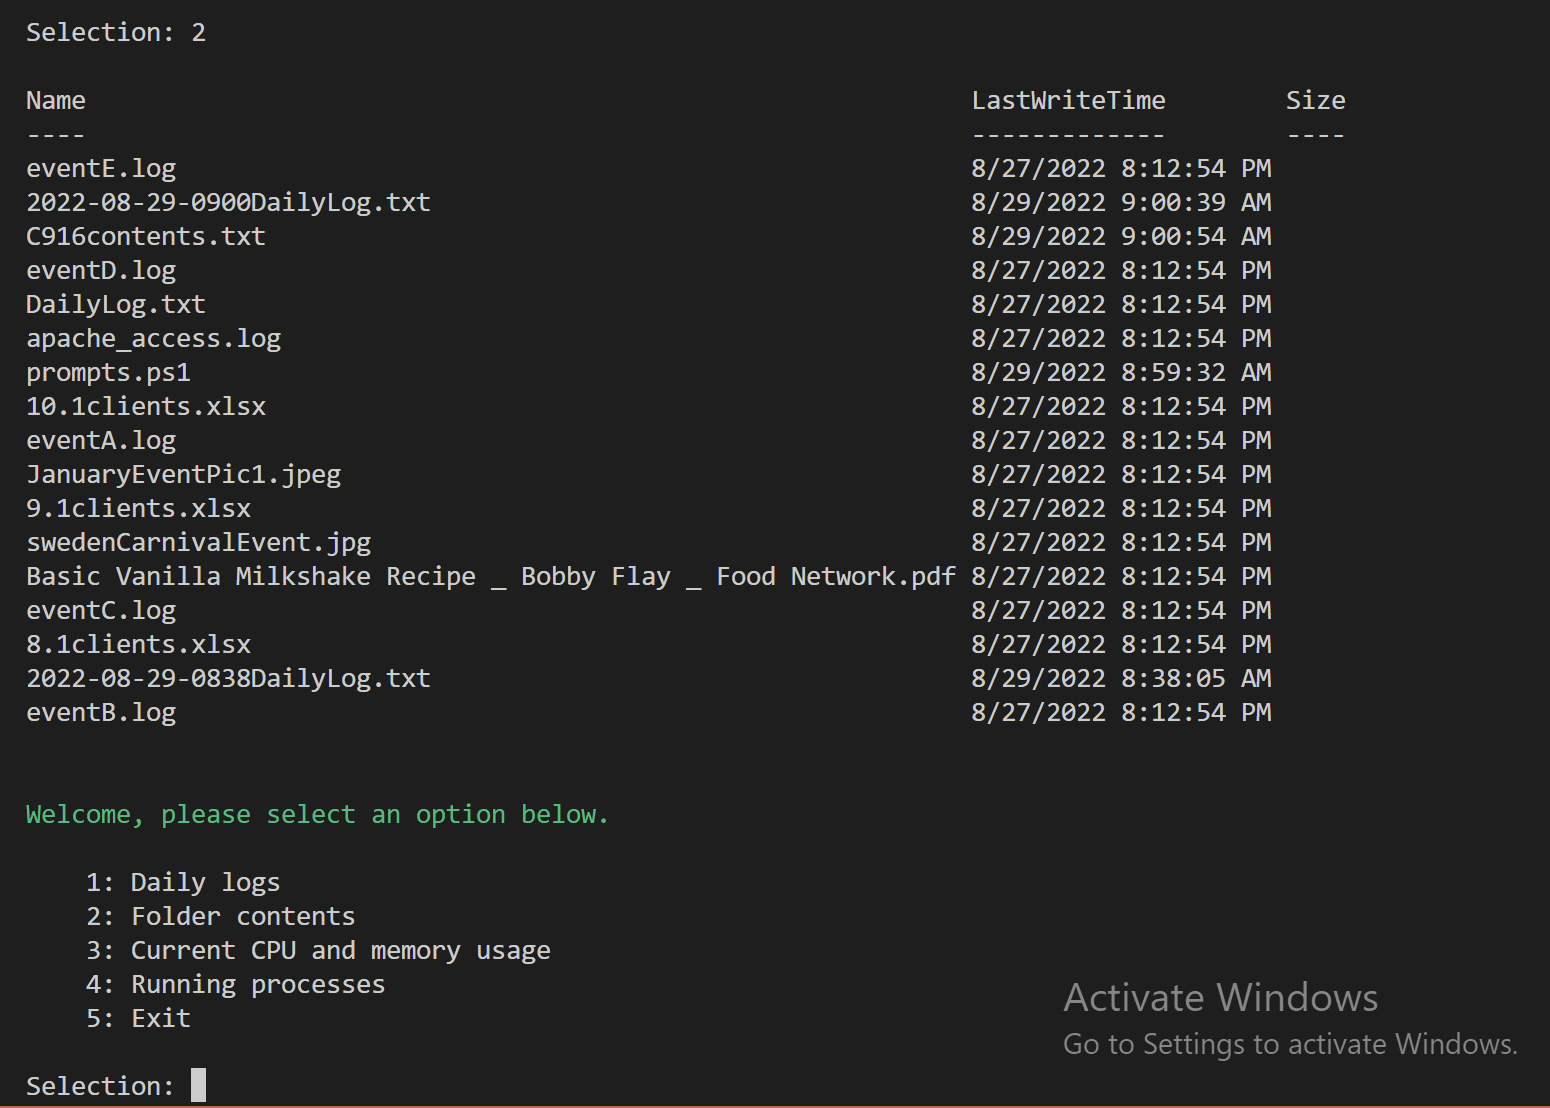 Selection: 2
Name LastWriteTime Size
---- ------------- ----
eventE.log 8/27/2022 8:12:54 PM
2022-08-29-0900DailyLog.txt 8/29/2022 9:00:39 AM
C916contents.txt 8/29/2022 9:00:54 AM
eventD.log 8/27/2022 8:12:54 PM
DailyLog.txt 8/27/2022 8:12:54 PM
apache_access.log 8/27/2022 8:12:54 PM
prompts.ps1 8/29/2022 8:59:32 AM
10.1clients.xlsx 8/27/2022 8:12:54 PM
eventA.log 8/27/2022 8:12:54 PM
JanuaryEventPic1.jpeg 8/27/2022 8:12:54 PM
9.1clients.xlsx 8/27/2022 8:12:54 PM
swedenCarnivalEvent.jpg 8/27/2022 8:12:54 PM
Basic Vanilla Milkshake Recipe _ Bobby Flay _ Food Network.pdf 8/27/2022 8:12:54 PM
eventC.log 8/27/2022 8:12:54 PM
8.1clients.xlsx 8/27/2022 8:12:54 PM
2022-08-29-0838DailyLog.txt 8/29/2022 8:38:05 AM
eventB.log 8/27/2022 8:12:54 PM
Welcome, please select an option below.
1: Daily logs
2: Folder contents
3: Current CPU and memory usage
4: Running processes
5: Exit
Selection:
Activate Windows
Go to Settings to activate Windows.